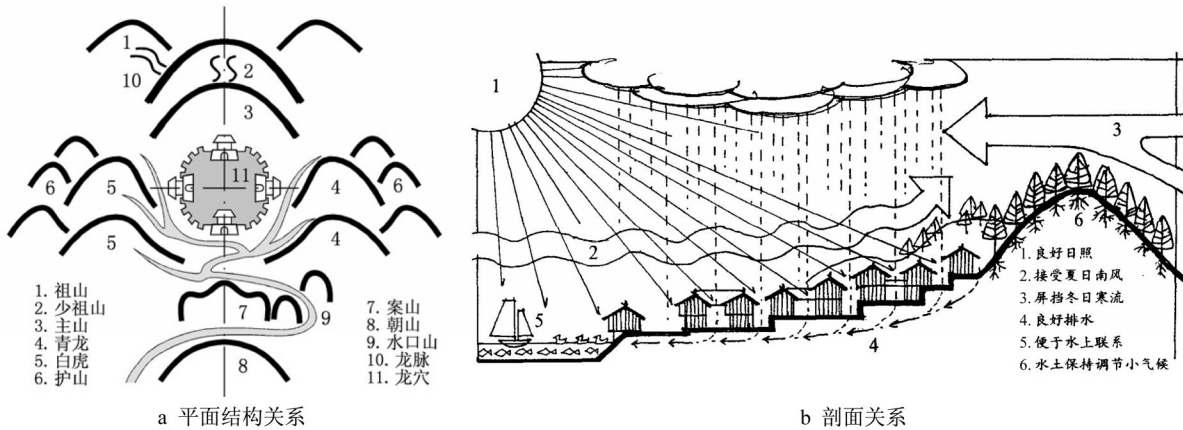 1
10
2
3
11
6
5
4
6
5
4
7
9
8
1. 祖山
2. 少祖山
3. 主山
4. 青龙
5. 白虎
6. 护山
7. 案山
8. 朝山
9. 水口山
10. 龙脉
11. 龙穴
a 平面结构关系
1
2
3
4
5
6
1. 良好日照
2. 接受夏日南风
3. 屏挡冬日寒流
4. 良好排水
5. 便于水上联系
6. 水土保持调节小气候
b 剖面关系